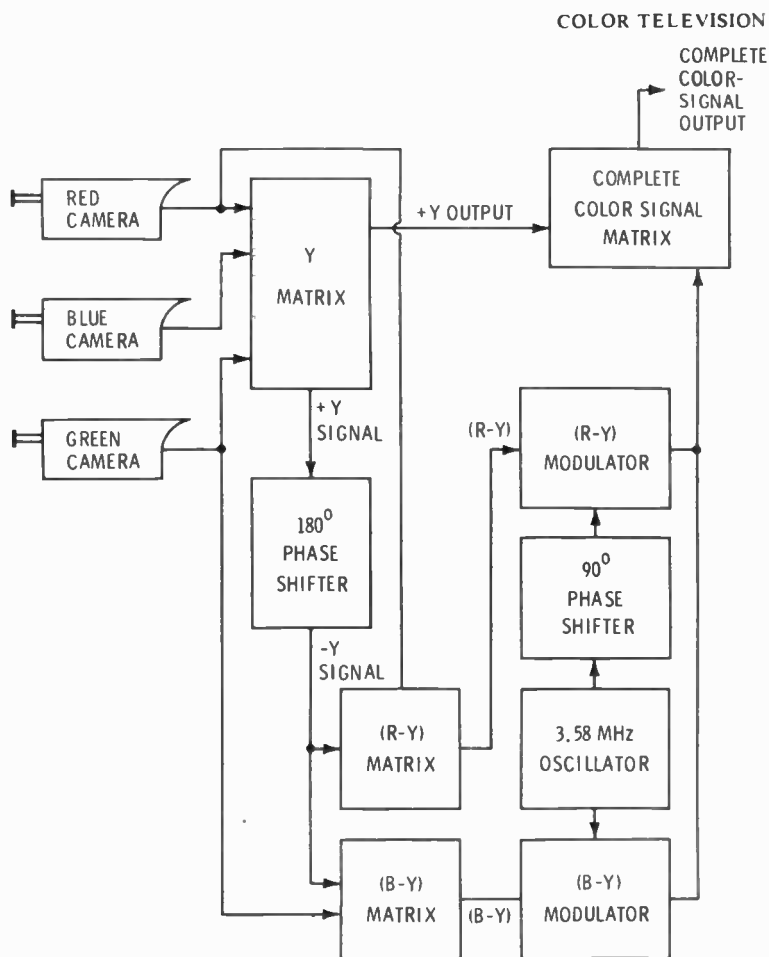 COLOR TELEVISION
COMPLETE
COLOR-
SIGNAL
OUTPUT
RED
CAMERA
Y
MATRIX
+Y OUTPUT
COMPLETE
COLOR SIGNAL
MATRIX
BLUE
CAMERA
GREEN
CAMERA
+Y
SIGNAL
(R-Y)
(R-Y)
MODULATOR
180°
PHASE
SHIFTER
90°
PHASE
SHIFTER
-Y
SIGNAL
(R-Y)
MATRIX
3.58 MHz
OSCILLATOR
(B-Y)
MATRIX
(B-Y)
(B-Y)
MODULATOR